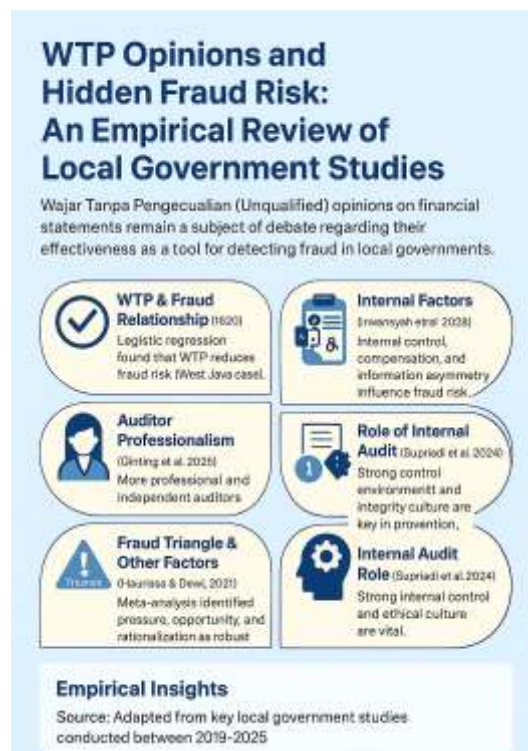 WTP Opinions and
Hidden Fraud Risk:
An Empirical Review of
Local Government Studies
Wajar Tanpa Pengecualian (Unqualified) opinions on financial
statements remain a subject of debate regarding their
effectiveness as a tool for detecting fraud in local governments.
WTP & Fraud
Relationship (1620)
Logistic regression
found that WTP reduces
fraud risk (West Java case).
Internal Factors
Internal control,
compensation, and
information asymmetry
influence fraud risk.
Auditor
Professionalism
(Ginting et al. 2025)
More professional and
independent auditors
Role of Internal
Audit (Supriadi et al. 2024)
1
Strong control
environmentt and
integrity culture are
key in provention,
Fraud Triangle &
Other Factors
& Dewi, 2021)
Meta-analysis identified
pressure, opportunity, and
rationalization as robust
Internal Audit
Role (Supriadi et al. 2024)
Strong internal control
and ethical culture
are vital.
Empirical Insights
Source: Adapted from key local government studies
conducted between 2019-2025